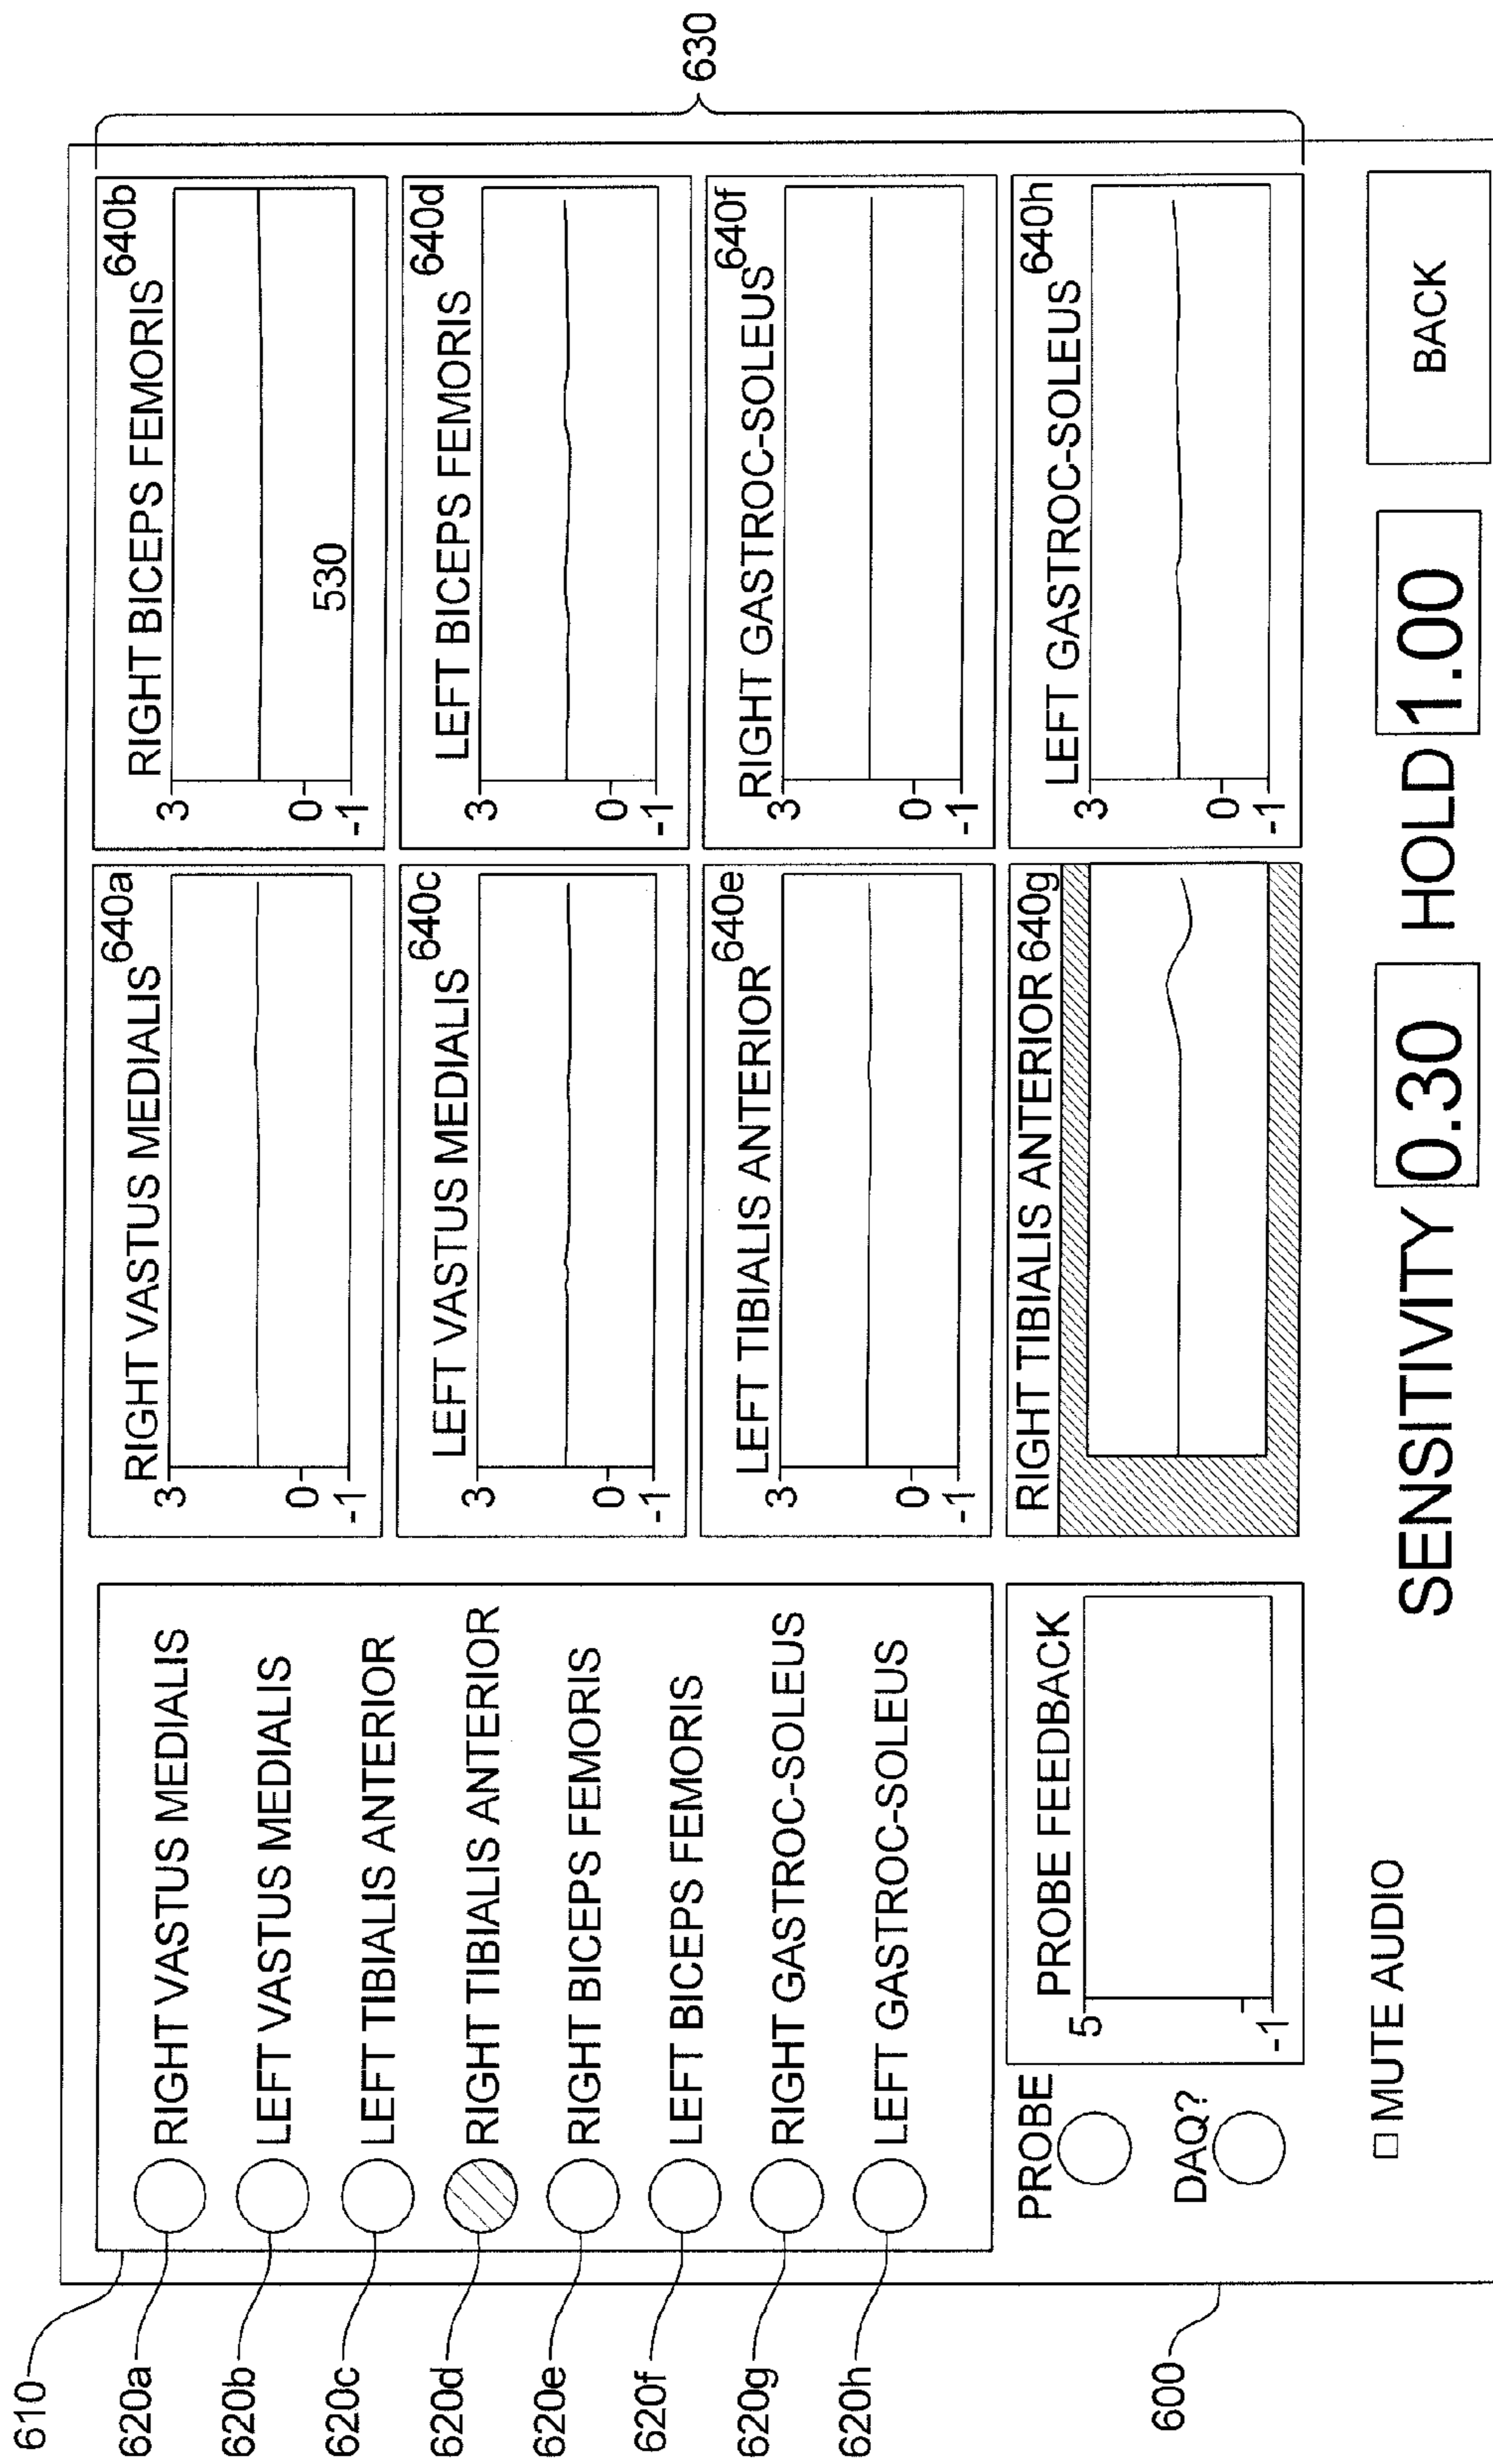 610
620a
620b
620c
620d
620e
620f
620g
620h
600
RIGHT VASTUS MEDIALIS
LEFT VASTUS MEDIALIS
LEFT TIBIALIS ANTERIOR
RIGHT TIBIALIS ANTERIOR
RIGHT BICEPS FEMORIS
LEFT BICEPS FEMORIS
RIGHT GASTROC-SOLEUS
LEFT GASTROC-SOLEUS
PROBE
DAQ?
PROBE FEEDBACK
5
-1
MUTE AUDIO
RIGHT VASTUS MEDIALIS 640a
3
0
-1
RIGHT BICEPS FEMORIS 640b
3
0
-1
530
LEFT VASTUS MEDIALIS 640c
3
0
-1
LEFT BICEPS FEMORIS 640d
3
0
-1
LEFT TIBIALIS ANTERIOR 640e
3
0
-1
RIGHT GASTROC-SOLEUS 640f
3
0
-1
RIGHT TIBIALIS ANTERIOR 640g
LEFT GASTROC-SOLEUS 640h
3
0
-1
630
SENSITIVITY 0.30 HOLD 1.00 BACK